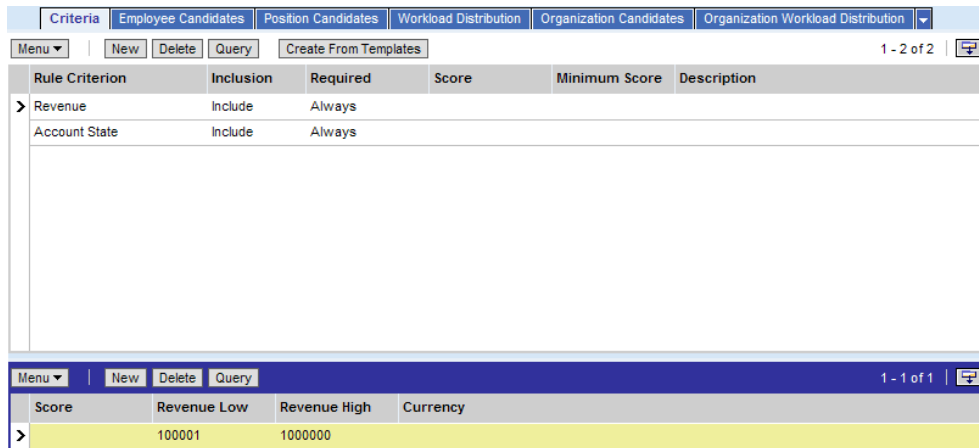 Criteria Employee Candidates Position Candidates Workload Distribution Organization Candidates Organization Workload Distribution
Menu New Delete Query Create From Templates 1 - 2 of 2
Rule Criterion Inclusion Required Score Minimum Score Description
Revenue Include Always
Account State Include Always
Menu New Delete Query 1 - 1 of 1
Score Revenue Low Revenue High Currency
100001 1000000